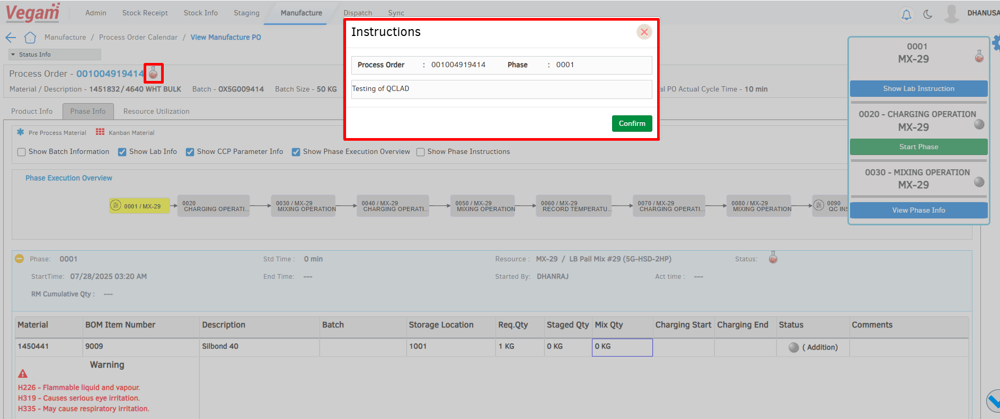 Vegam
Admin
Stock Receipt
Stock Info
Staging
Manufacture
Dispatch
Sync
DHANUSA
Manufacture / Process Order Calendar / View Manufacture PO
Status Info
Process Order - 001004919414
Material / Description - 1451832 / 4640 WHT BULK Batch - OX5G009414 Batch Size - 50 KG
al PO Actual Cycle Time - 10 min
Instructions
Process Order : 001004919414 Phase : 0001
Testing of QCLAD
Confirm
0001
MX-29
Show Lab Instruction
0020 - CHARGING OPERATION
MX-29
Start Phase
0030 - MIXING OPERATION
MX-29
View Phase Info
Product Info
Phase Info
Resource Utilization
Pre Process Material
Kanban Material
Show Batch Information
Show Lab Info
Show CCP Parameter Info
Show Phase Execution Overview
Show Phase Instructions
Phase Execution Overview
0001 / MX-29
0020
CHARGING OPERATI...
0030 / MX-29
MIXING OPERATION
0040 / MX-29
CHARGING OPERATI...
0050 / MX-29
MIXING OPERATION
0060 / MX-29
RECORD TEMPERATU...
0070 / MX-29
CHARGING OPERATI...
0080 / MX-29
MIXING OPERATION
0090
QC INS
Phase: 0001 Std Time : 0 min Resource : MX-29 / LB Pail Mix #29 (5G-HSD-2HP) Status:
StartTime: 07/28/2025 03:20 AM End Time: --- Started By: DHANRAJ Act time : ---
RM Cumulative Qty : ---
Material BOM Item Number Description Batch Storage Location Req.Qty Staged Qty Mix Qty Charging Start Charging End Status Comments
1450441 9009 Silbond 40 1001 1 KG 0 KG 0 KG ( Addition)
Warning
H226 - Flammable liquid and vapour.
H319 - Causes serious eye irritation.
H335 - May cause respiratory irritation.